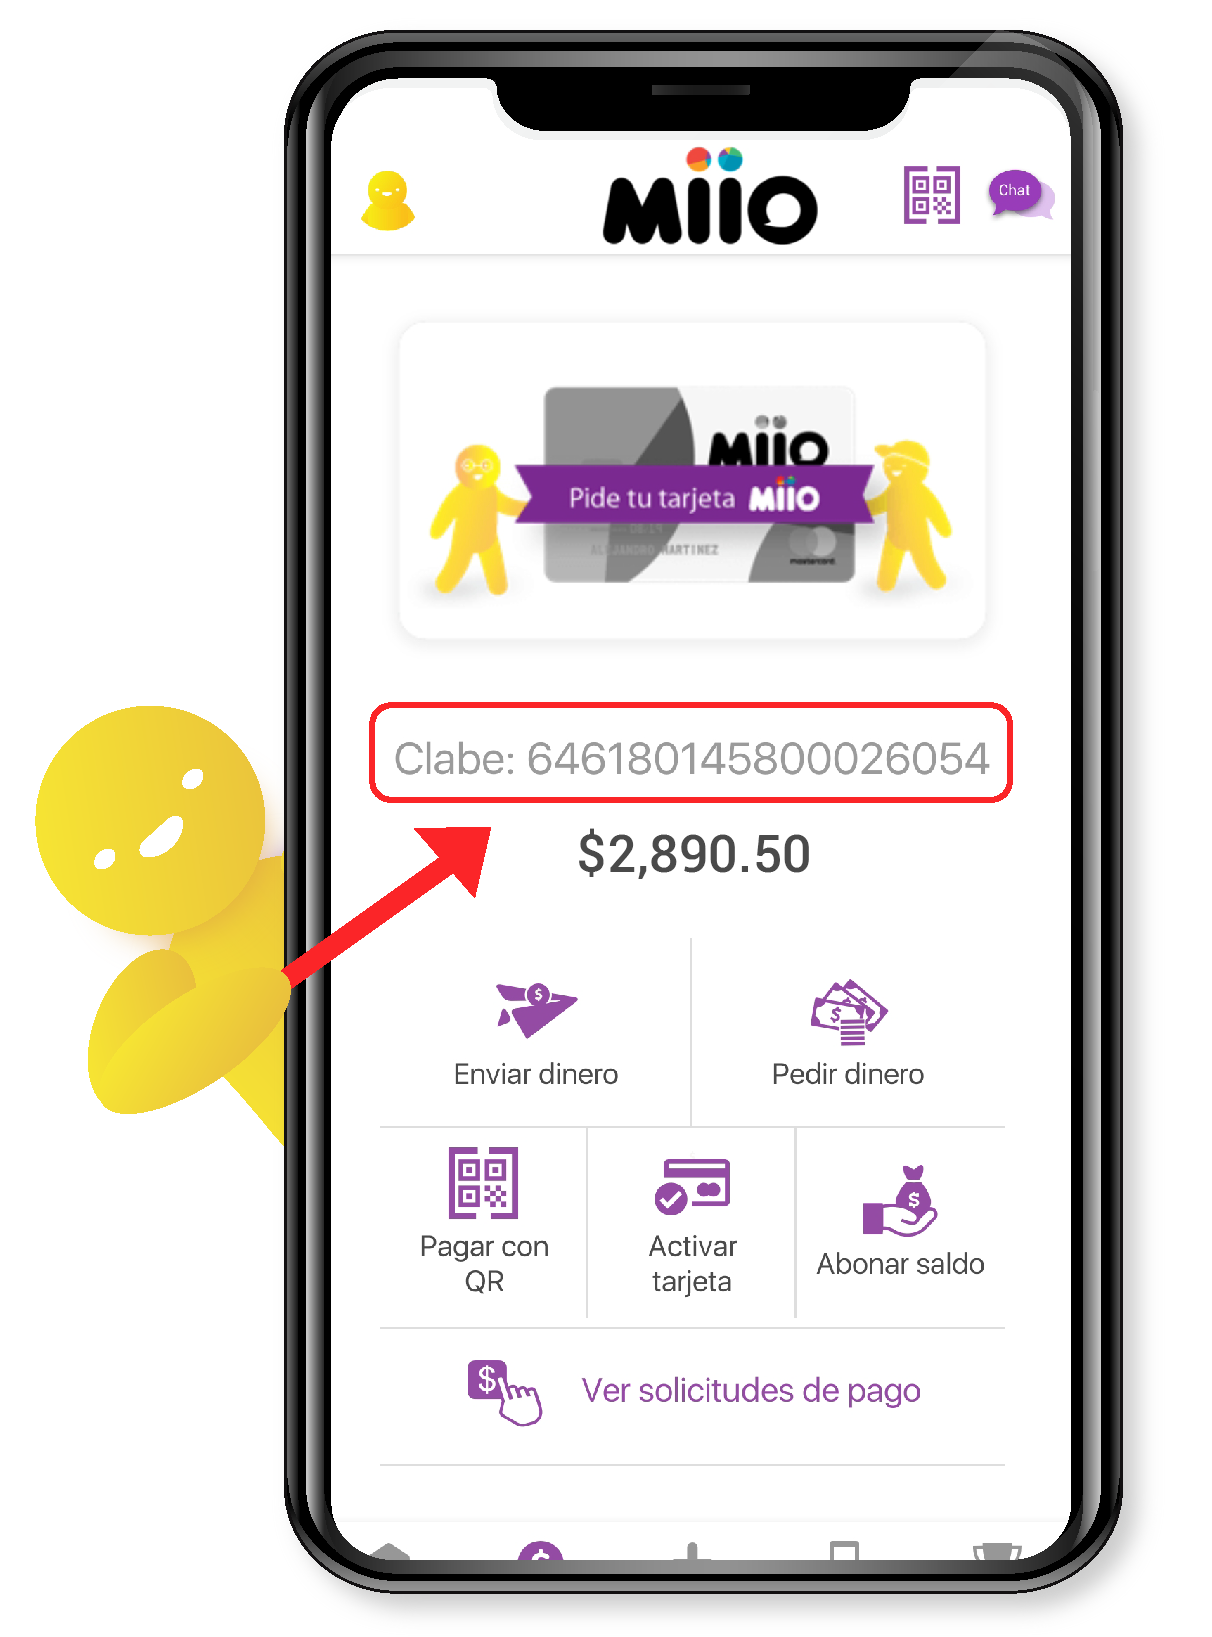 MiiO
Chat
MiiO
Pide tu tarjeta MiiO
ALEJANDRO MARTINEZ
mastercard
Clabe: 646180145800026054
$2,890.50
Enviar dinero
Pedir dinero
Pagar con
QR
Activar
tarjeta
Abonar saldo
Ver solicitudes de pago